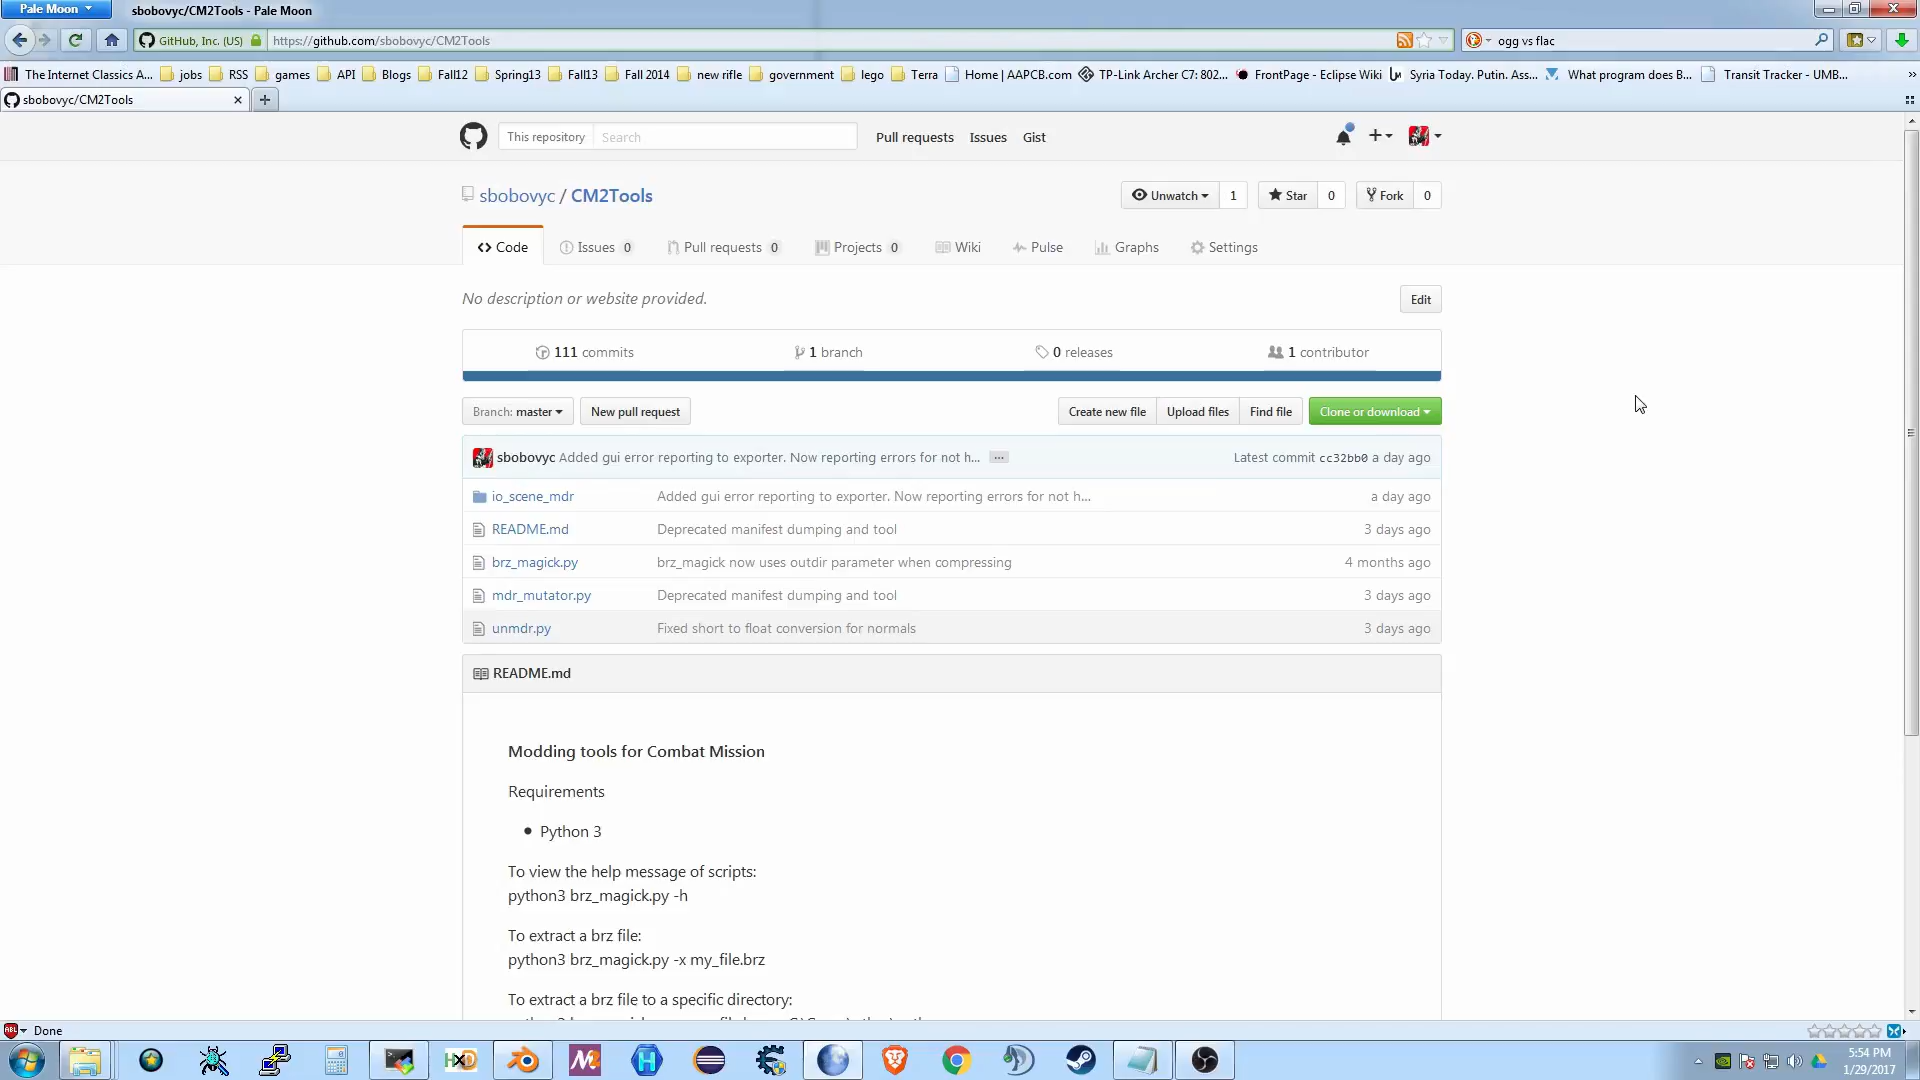 Pale Moon
sbobovyc/CM2Tools - Pale Moon
GitHub, Inc. (US)
https://github.com/sbobovyc/CM2Tools
ogg vs flac
The Internet Classics A...
jobs
RSS
games
API
Blogs
Fall12
Spring13
Fall13
Fall 2014
new rifle
government
lego
Terra
Home | AAPCB.com
TP-Link Archer C7: 802...
FrontPage - Eclipse Wiki
Syria Today. Putin. Ass...
What program does B...
Transit Tracker - UMB...
sbobovyc/CM2Tools
This repository
Search
Pull requests
Issues
Gist
sbobovyc / CM2Tools
Unwatch 1
Star 0
Fork 0
Code
Issues 0
Pull requests 0
Projects 0
Wiki
Pulse
Graphs
Settings
No description or website provided.
Edit
111 commits
1 branch
0 releases
1 contributor
Branch: master
New pull request
Create new file
Upload files
Find file
Clone or download
sbobovyc Added gui error reporting to exporter. Now reporting errors for not h... ...
Latest commit cc32bb0 a day ago
io_scene_mdr Added gui error reporting to exporter. Now reporting errors for not h... a day ago
README.md Deprecated manifest dumping and tool 3 days ago
brz_magick.py brz_magick now uses outdir parameter when compressing 4 months ago
mdr_mutator.py Deprecated manifest dumping and tool 3 days ago
unmdr.py Fixed short to float conversion for normals 3 days ago
README.md
Modding tools for Combat Mission
Requirements
• Python 3
To view the help message of scripts:
python3 brz_magick.py -h
To extract a brz file:
python3 brz_magick.py -x my_file.brz
To extract a brz file to a specific directory:
ABL
Done
HXD
5:54 PM
1/29/2017